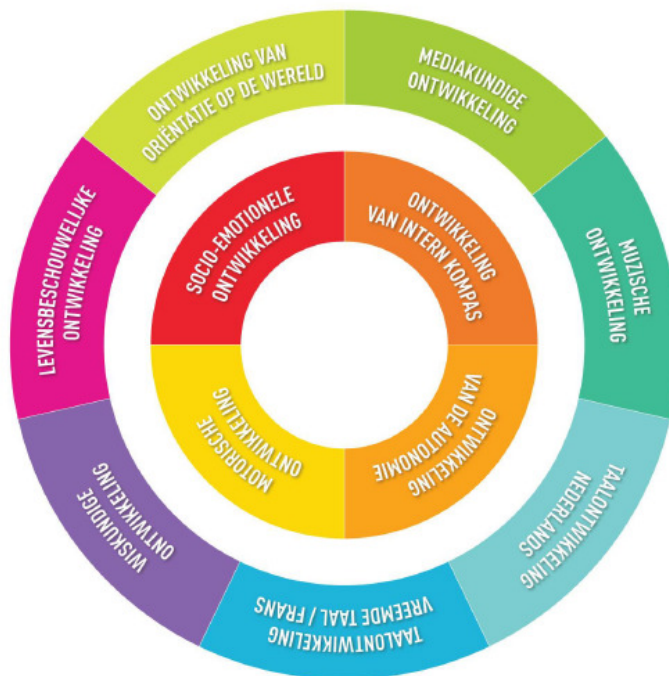 ONTWIKKELING VAN
ORIËNTATIE OP DE WERELD
MEDIAKUNDIGE
ONTWIKKELING
MUZISCHE
ONTWIKKELING
TAALONTWIKKELING
NEDERLANDS
TAALONTWIKKELING
VREEMDE TAAL / FRANS
WISKUNDIGE
ONTWIKKELING
LEVENSBESCHOUWELIJKE
ONTWIKKELING
SOCIO-EMOTIONELE
ONTWIKKELING
ONTWIKKELING
VAN INTERN KOMPAS
ONTWIKKELING
VAN DE AUTONOMIE
MOTORISCHE
ONTWIKKELING